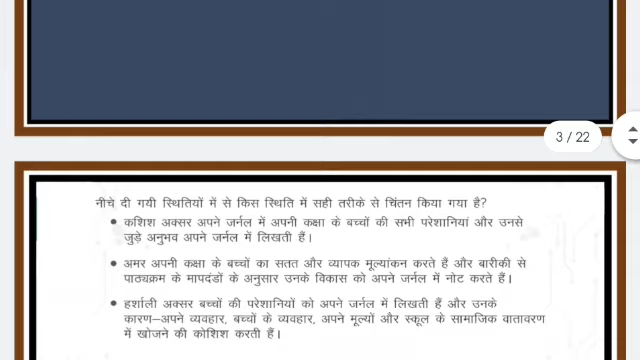 3 / 22
नीचे दी गयी स्थितियों में से किस स्थिति में सही तरीके से चिंतन किया गया है?
• कशिश अक्सर अपने जर्नल में अपनी कक्षा के बच्चों की सभी परेशानियां और उनसे
जुड़े अनुभव अपने जर्नल में लिखती हैं।
• अमर अपनी कक्षा के बच्चों का सतत और व्यापक मूल्यांकन करते हैं और बारीकी से
पाठ्यक्रम के मापदंडों के अनुसार उनके विकास को अपने जर्नल में नोट करते हैं।
• हर्शाली अक्सर बच्चों की परेशानियों को अपने जर्नल में लिखती हैं और उनके
कारण–अपने व्यवहार, बच्चों के व्यवहार, अपने मूल्यों और स्कूल के सामाजिक वातावरण
में खोजने की कोशिश करती हैं।